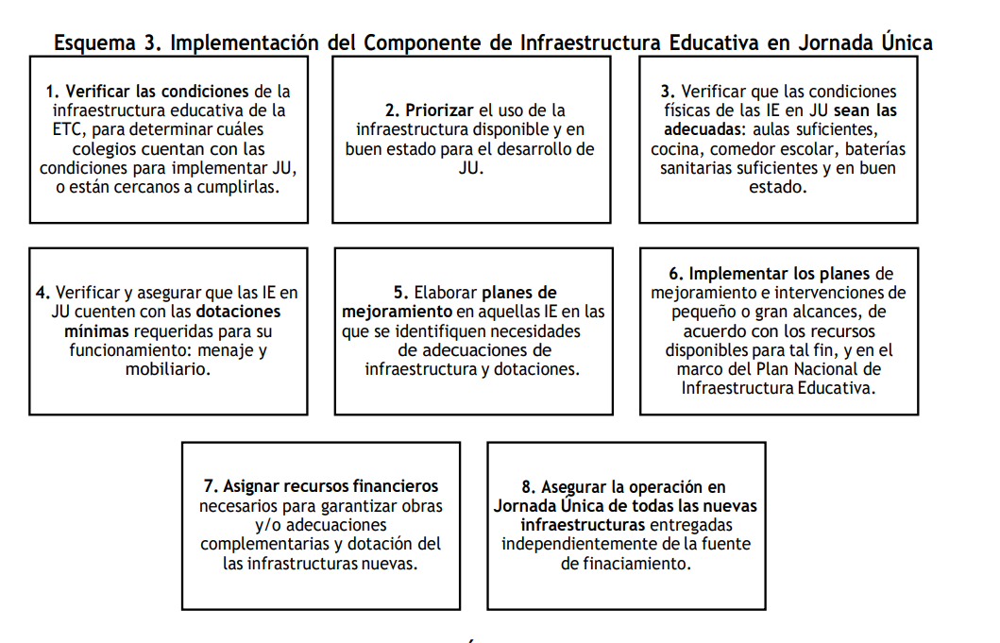 Esquema 3. Implementación del Componente de Infraestructura Educativa en Jornada Única
1. Verificar las condiciones de la
infraestructura educativa de la
ETC, para determinar cuáles
colegios cuentan con las
condiciones para implementar JU,
o están cercanos a cumplirlas.
2. Priorizar el uso de la
infraestructura disponible y en
buen estado para el desarrollo de
JU.
3. Verificar que las condiciones
físicas de las IE en JU sean las
adecuadas: aulas suficientes,
cocina, comedor escolar, baterías
sanitarias suficientes y en buen
estado.
4. Verificar y asegurar que las IE en
JU cuenten con las dotaciones
mínimas requeridas para su
funcionamiento: menaje y
mobiliario.
5. Elaborar planes de
mejoramiento en aquellas IE en las
que se identifiquen necesidades
de adecuaciones de
infraestructura y dotaciones.
6. Implementar los planes de
mejoramiento e intervenciones de
pequeño o gran alcances, de
acuerdo con los recursos
disponibles para tal fin, y en el
marco del Plan Nacional de
Infraestructura Educativa.
7. Asignar recursos financieros
necesarios para garantizar obras
y/o adecuaciones
complementarias y dotación del
las infrastructuras nuevas.
8. Asegurar la operación en
Jornada Única de todas las nuevas
infraestructuras entregadas
independientemente de la fuente
de finaciamiento.